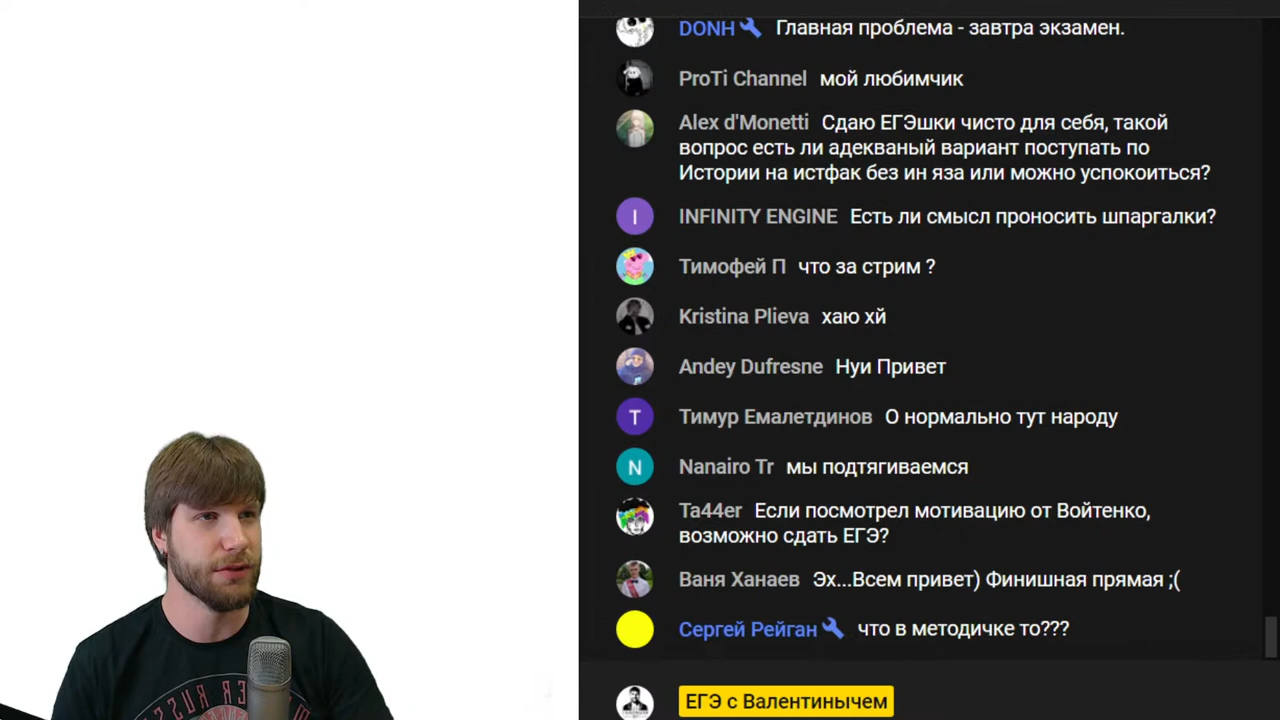 DONH Главная проблема - завтра экзамен.
ProTi Channel мой любимчик
Alex d'Monetti Сдаю ЕГЭшки чисто для себя, такой
вопрос есть ли адекваный вариант поступать по
Истории на истфак без ин яза или можно успокоиться?
INFINITY ENGINE Есть ли смысл проносить шпаргалки?
I
Тимофей П что за стрим ?
Kristina Plieva хаю хй
Andey Dufresne Нуи Привет
Т Тимур Емалетдинов О нормально тут народу
N Nanairo Tr мы подтягиваемся
Ta44er Если посмотрел мотивацию от Войтенко,
возможно сдать ЕГЭ?
Ваня Ханаев Эх...Всем привет) Финишная прямая ;(
Сергей Рейган что в методичке то???
ЕГЭ с Валентинычем